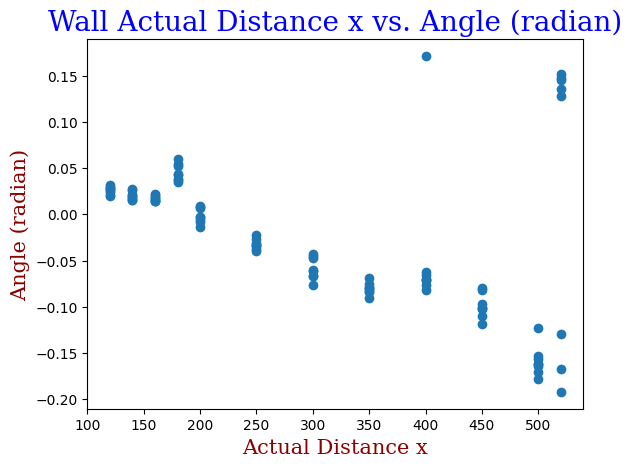 Wall Actual Distance x vs. Angle (radian)
Angle (radian)
0.15
0.10
0.05
0.00
−0.05
−0.10
−0.15
−0.20
100 150 200 250 300 350 400 450 500
Actual Distance x